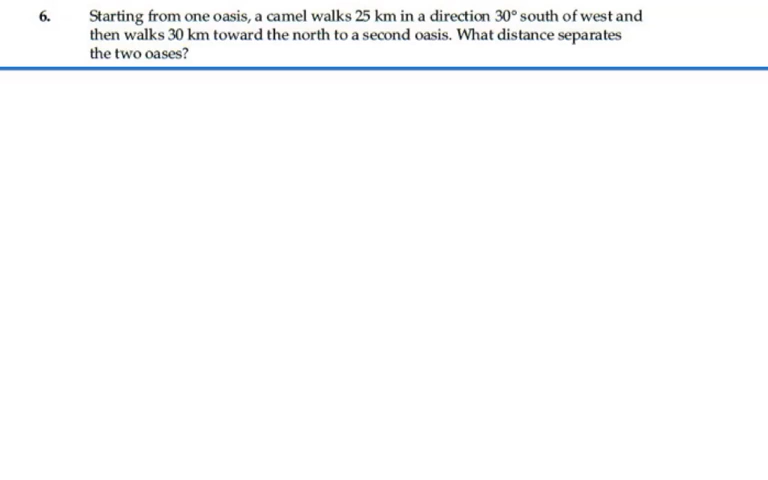 6. Starting from one oasis, a camel walks 25 km in a direction 30° south of west and
then walks 30 km toward the north to a second oasis. What distance separates
the two oases?